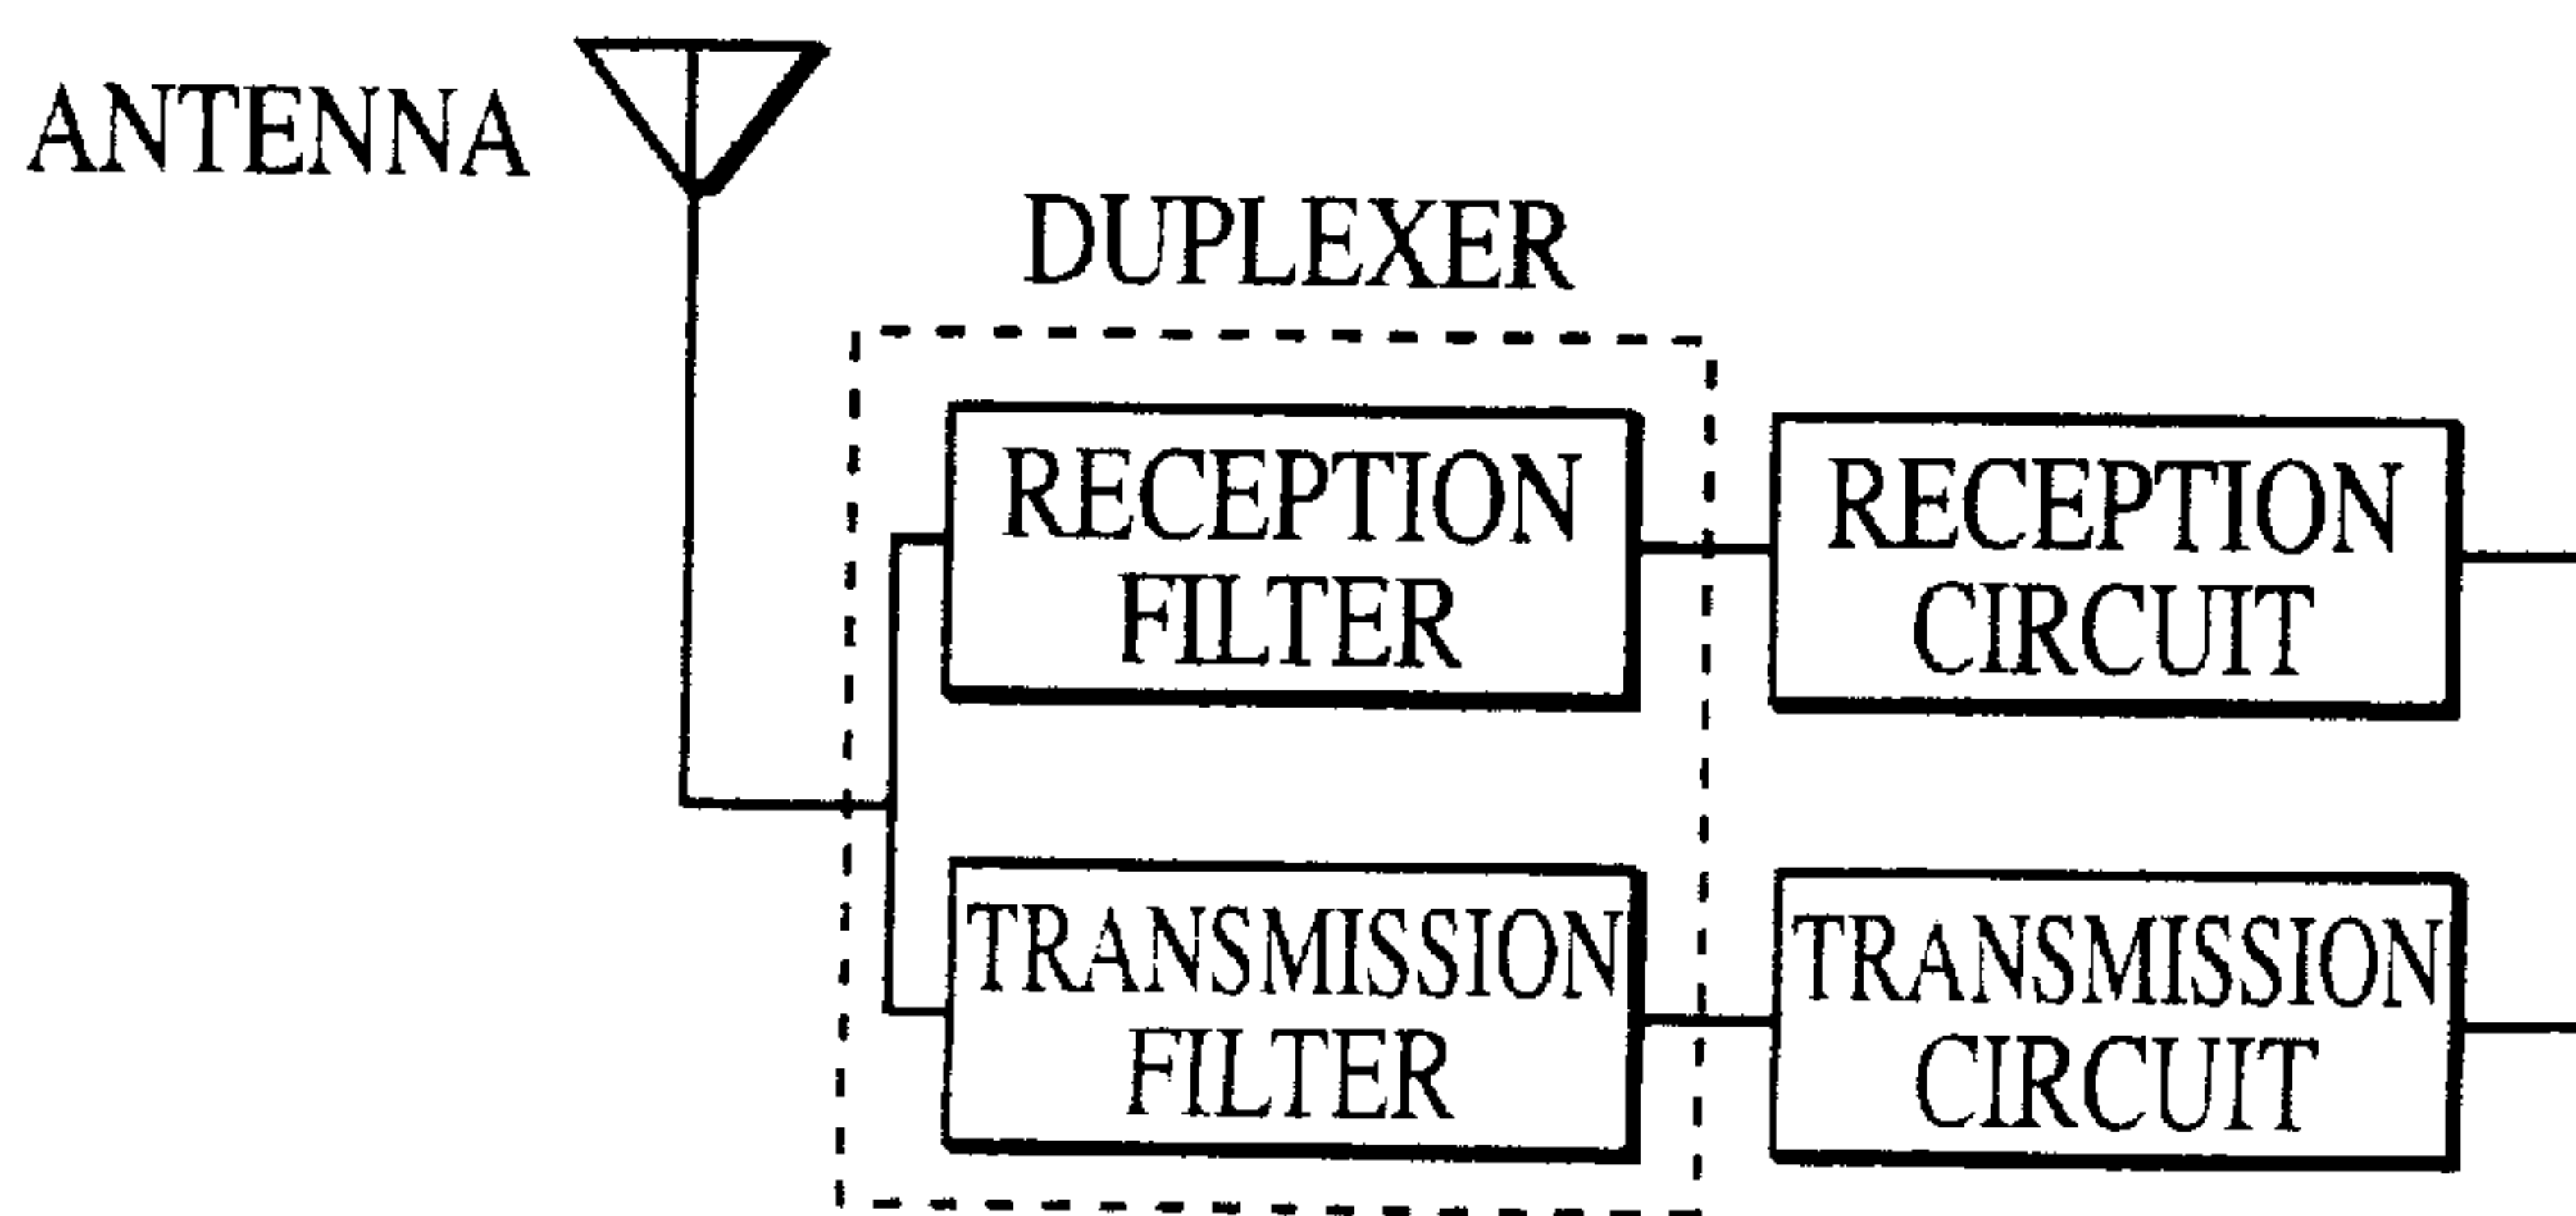 ANTENNA
DUPLEXER
RECEPTION
FILTER
RECEPTION
CIRCUIT
TRANSMISSION
FILTER
TRANSMISSION
CIRCUIT